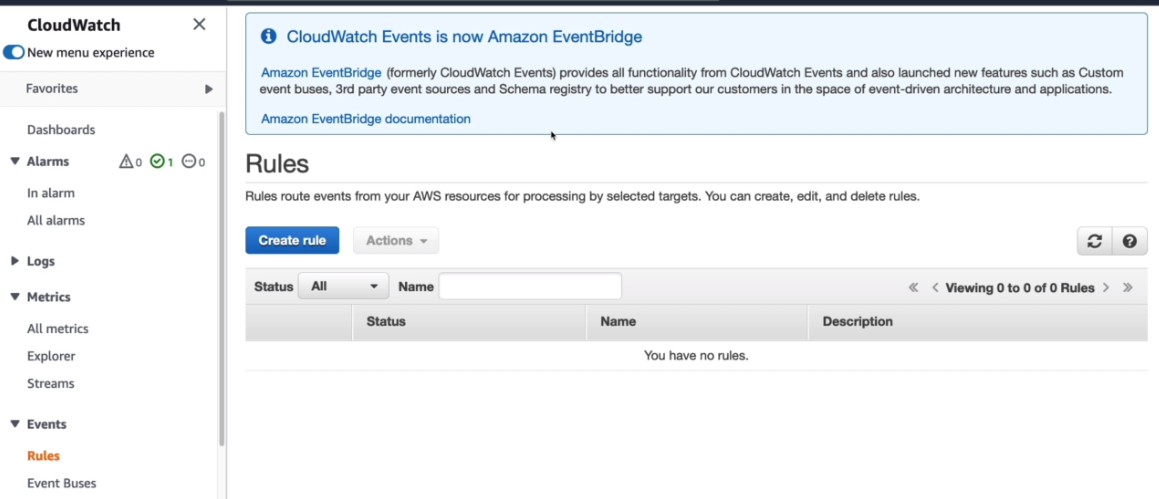 CloudWatch
New menu experience
Favorites
Dashboards
Alarms 0 1 0
In alarm
All alarms
Logs
Metrics
All metrics
Explorer
Streams
Events
Rules
Event Buses
CloudWatch Events is now Amazon EventBridge
Amazon EventBridge (formerly CloudWatch Events) provides all functionality from CloudWatch Events and also launched new features such as Custom
event buses, 3rd party event sources and Schema registry to better support our customers in the space of event-driven architecture and applications.
Amazon EventBridge documentation
Rules
Rules route events from your AWS resources for processing by selected targets. You can create, edit, and delete rules.
Create rule Actions
Status All Name Viewing 0 to 0 of 0 Rules
Status Name Description
You have no rules.